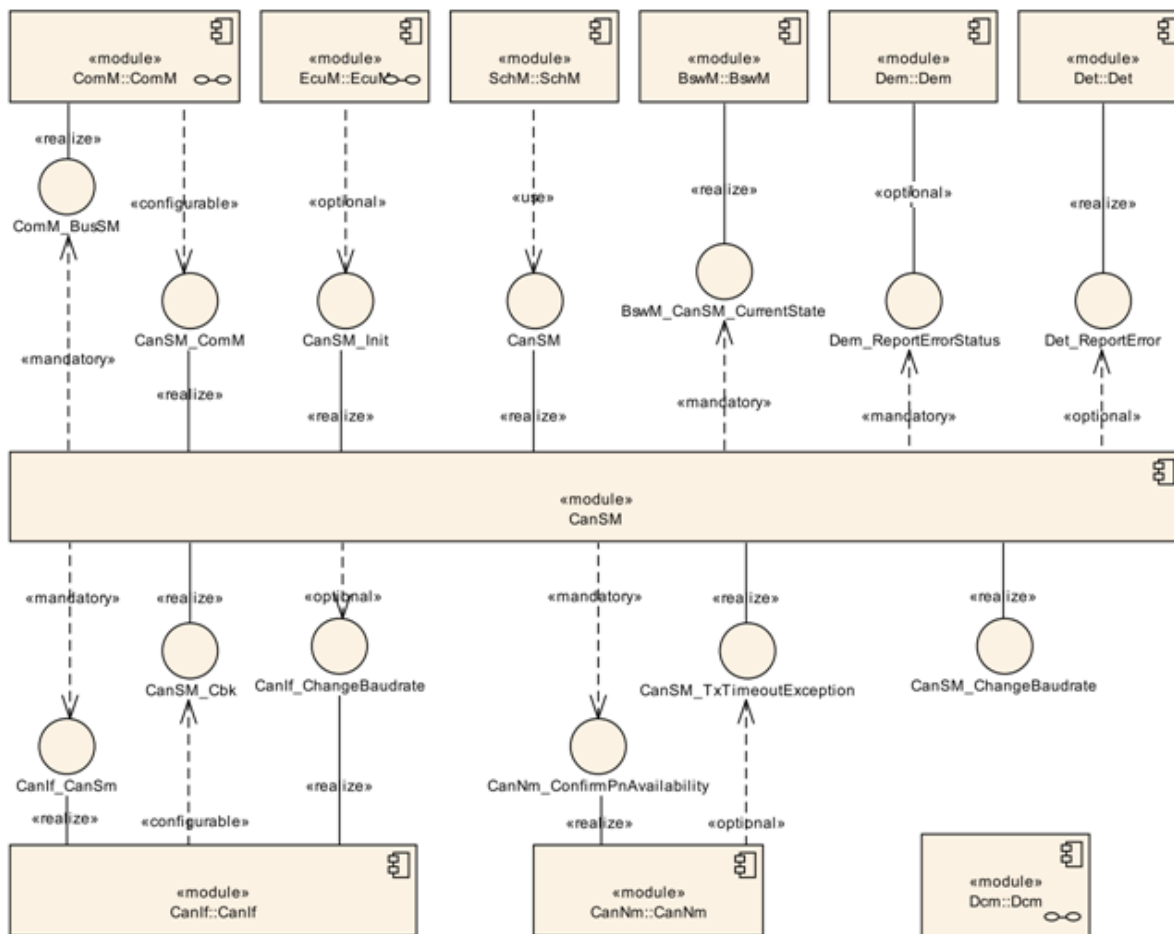 «module»
ComM::ComM
«module»
EcuM::EcuM
«module»
SchM::SchM
«module»
BswM::BswM
«module»
Dem::Dem
«module»
Det::Det
«realize»
ComM_BusSM
«configurable»
«optional»
«use»
«realize»
«optional»
«realize»
CanSM_ComM
CanSM_Init
CanSM
BswM_CanSM_CurrentState
Dem_ReportErrorStatus
Det_ReportError
«mandatory»
«realize»
«realize»
«realize»
«mandatory»
«mandatory»
«optional»
«module»
CanSM
«mandatory»
«realize»
«optional»
«mandatory»
«realize»
«realize»
CanSM_Cbk
CanIf_ChangeBaudrate
CanSM_TxTimeoutException
CanSM_ChangeBaudrate
CanIf_CanSm
«realize»
CanNm_ConfirmPnAvailability
«realize»
«configurable»
«realize»
«optional»
«module»
CanIf::CanIf
«module»
CanNm::CanNm
«module»
Dcm::Dcm